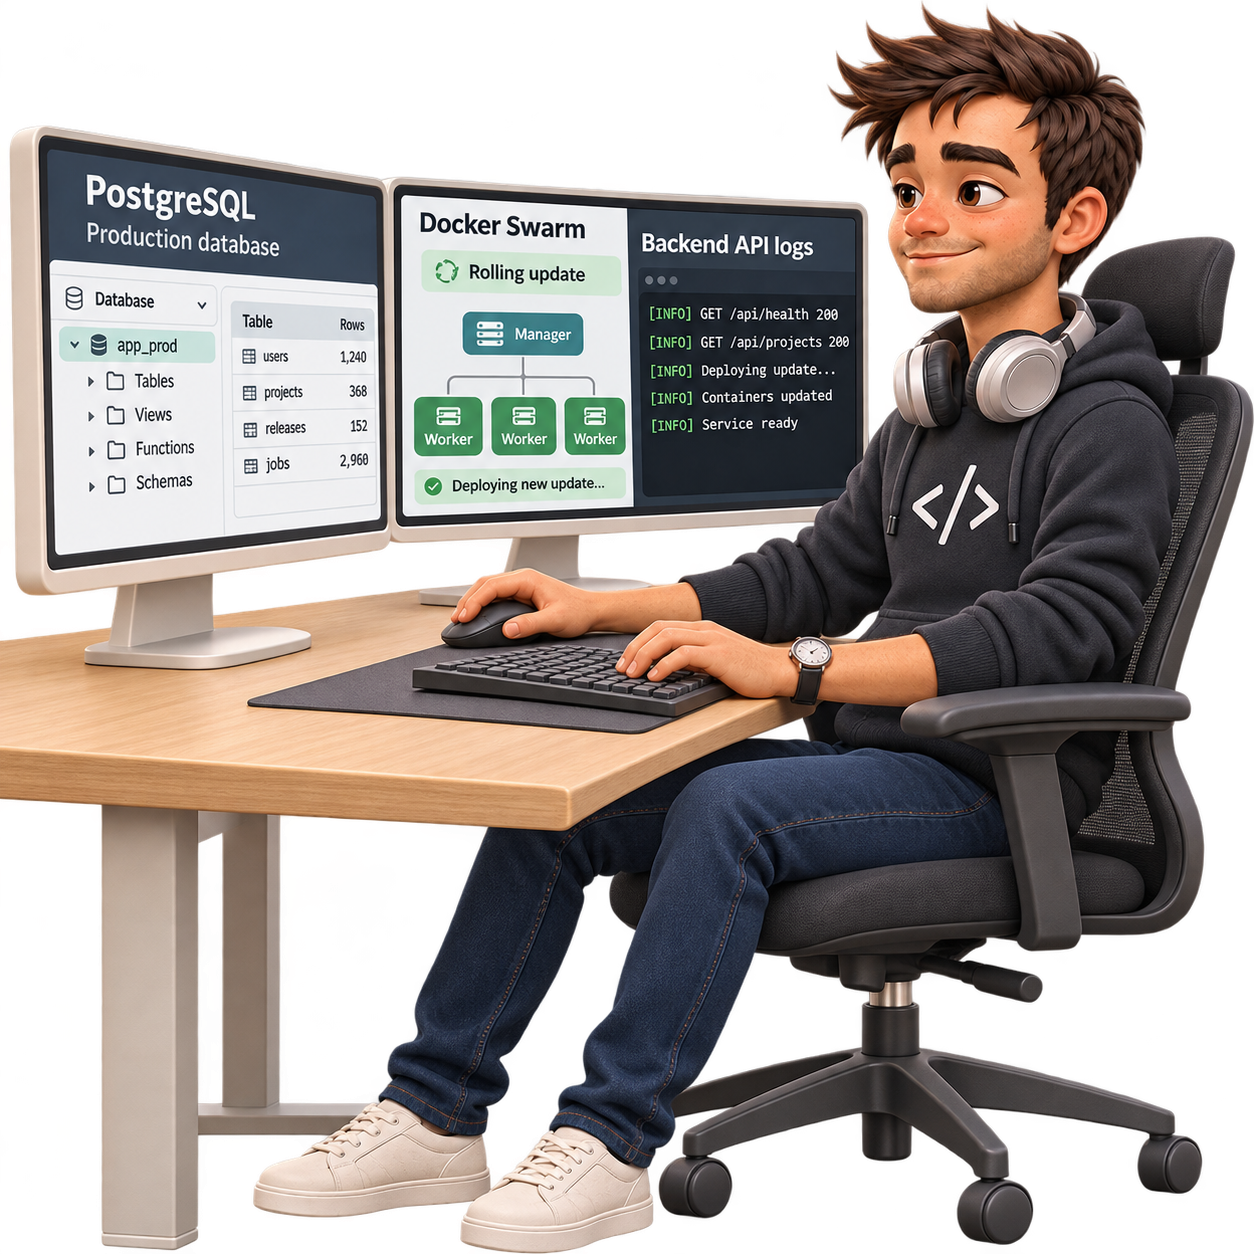 PostgreSQL
Production database
Database
app_prod
Tables
Views
Functions
Schemas
Table Rows
users 1,240
projects 368
releases 152
jobs 2,960
Docker Swarm
Rolling update
Manager
Worker Worker Worker
Deploying new update...
Backend API logs
[INFO] GET /api/health 200
[INFO] GET /api/projects 200
[INFO] Deploying update...
[INFO] Containers updated
[INFO] Service ready
</>